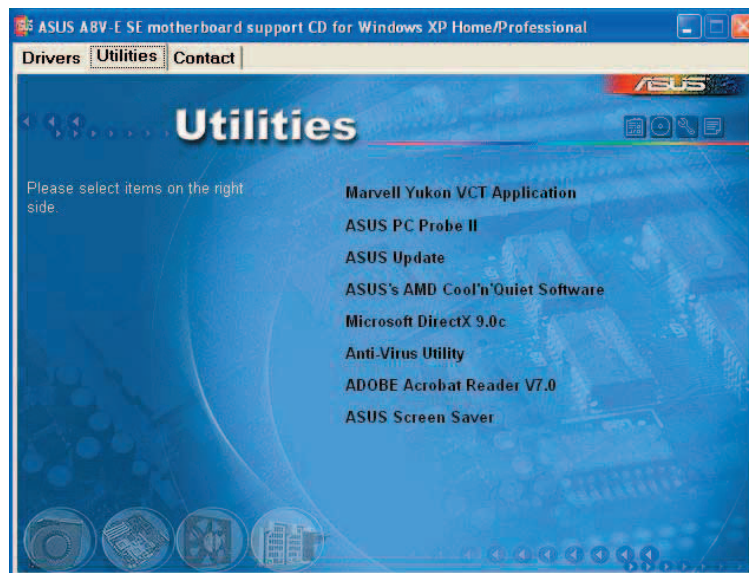 ASUS A8V-E SE motherboard support CD for Windows XP Home/Professional
Drivers Utilities Contact
ASUS
Utilities
Please select items on the right
side.
Marvell Yukon VCT Application
ASUS PC Probe II
ASUS Update
ASUS's AMD Cool'n'Quiet Software
Microsoft DirectX 9.0c
Anti-Virus Utility
ADOBE Acrobat Reader V7.0
ASUS Screen Saver